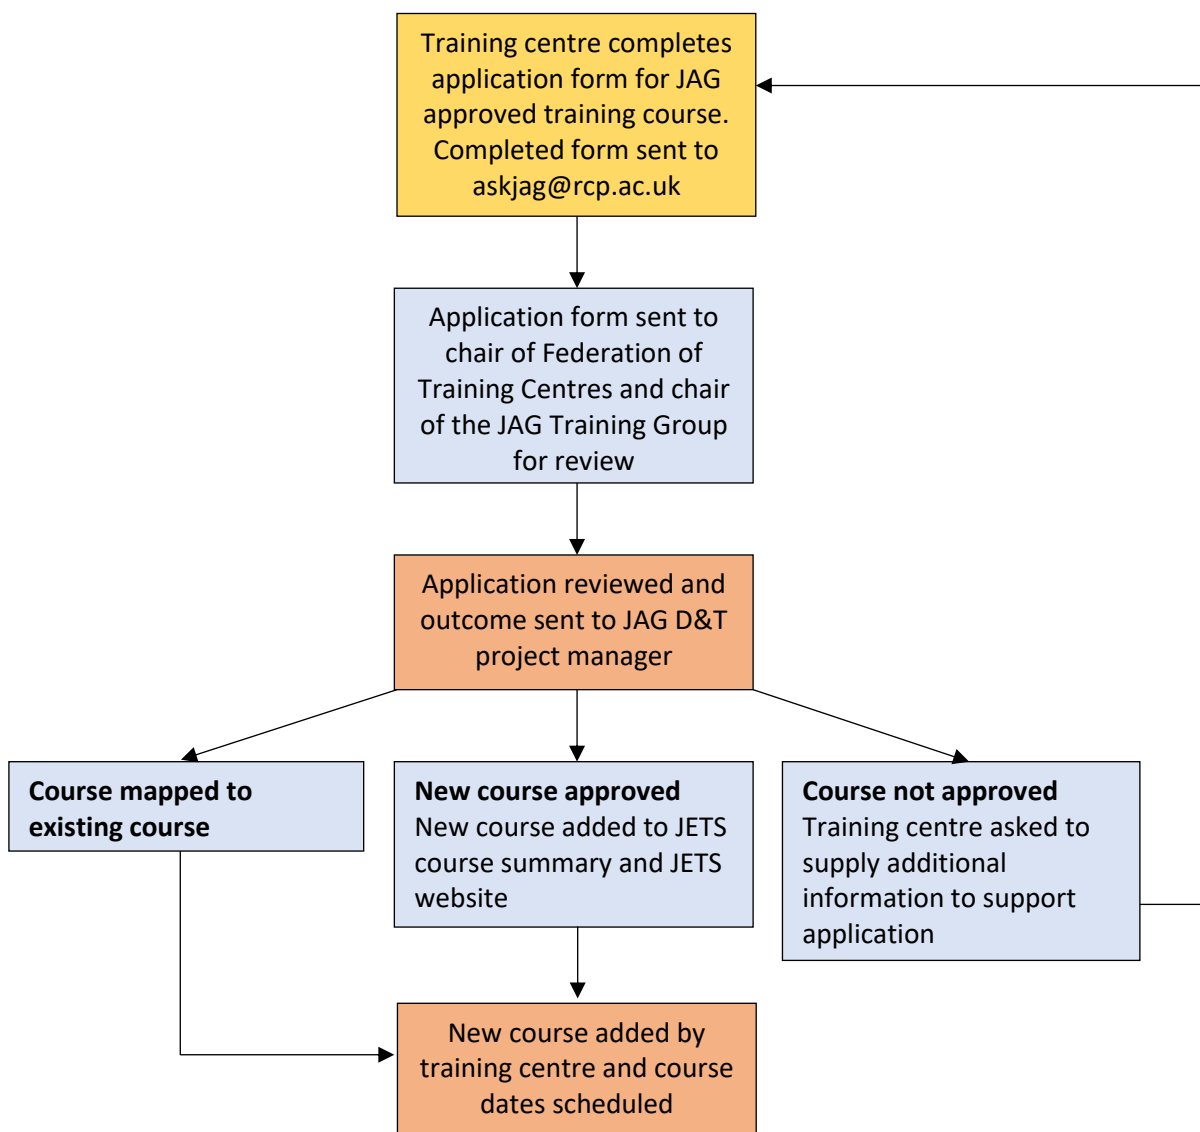 Training centre completes
application form for JAG
approved training course.
Completed form sent to
askjag@rcp.ac.uk
Application form sent to
chair of Federation of
Training Centres and chair
of the JAG Training Group
for review
Application reviewed and
outcome sent to JAG D&T
project manager
Course mapped to
existing course
New course approved
New course added to JETS
course summary and JETS
website
Course not approved
Training centre asked to
supply additional
information to support
application
New course added by
training centre and course
dates scheduled